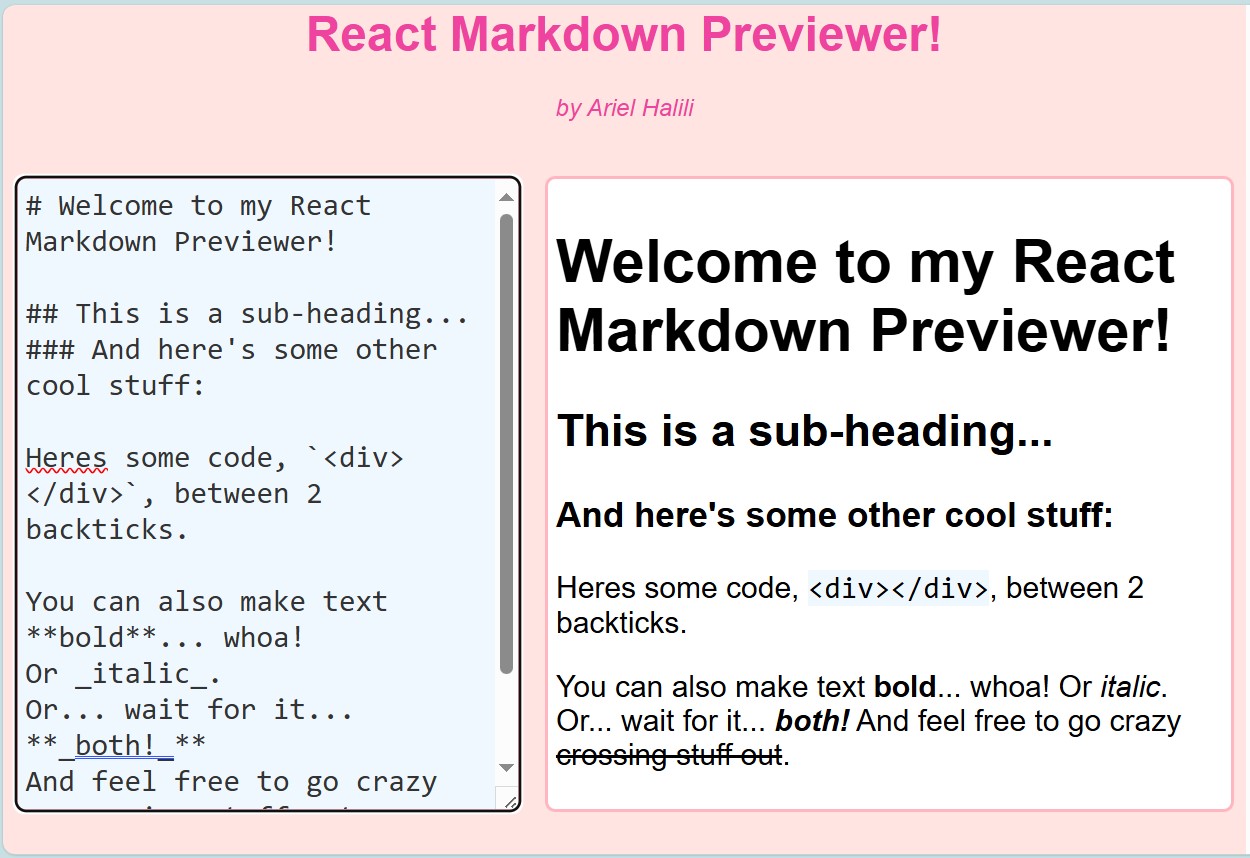 React Markdown Previewer!
by Ariel Halili
# Welcome to my React
Markdown Previewer!
## This is a sub-heading...
### And here's some other
cool stuff:
Heres some code, `<div>
</div>`, between 2
backticks.
You can also make text
**bold**... whoa!
Or _italic_.
Or... wait for it...
**_both!_**
And feel free to go crazy
Welcome to my React
Markdown Previewer!
This is a sub-heading...
And here's some other cool stuff:
Heres some code, <div></div>, between 2
backticks.
You can also make text bold... whoa! Or italic.
Or... wait for it... both! And feel free to go crazy
crossing stuff out.